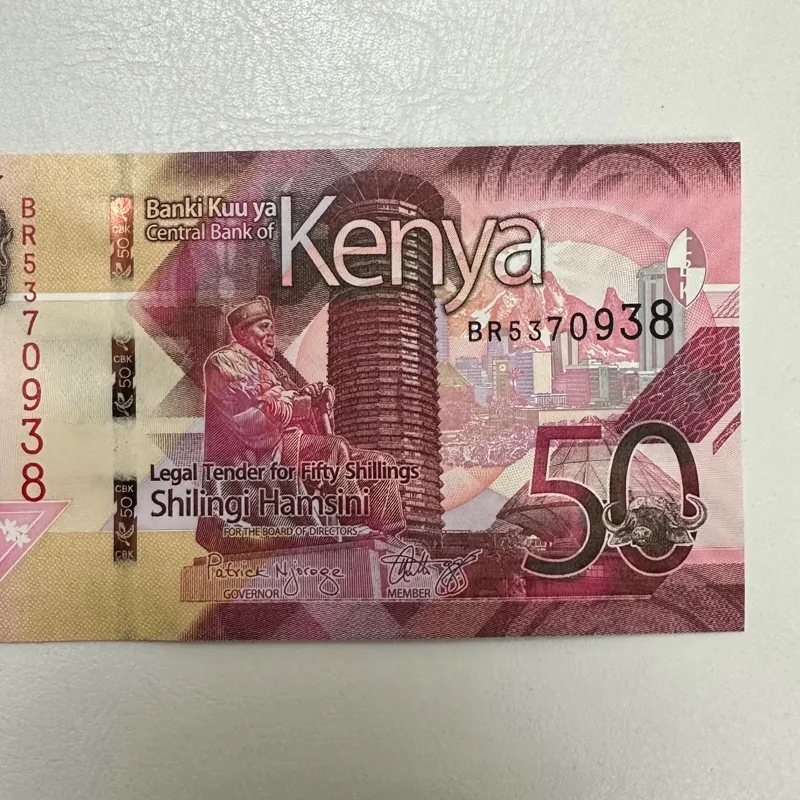 BR5370938
CBK
50
CBK
50
CBK
50
CBK
Banki Kuu ya
Central Bank of
Kenya
CBK
BR5370938
50
Legal Tender for Fifty Shillings
Shilingi Hamsini
FOR THE BOARD OF DIRECTORS
Patrick Njoroge
GOVERNOR
MEMBER